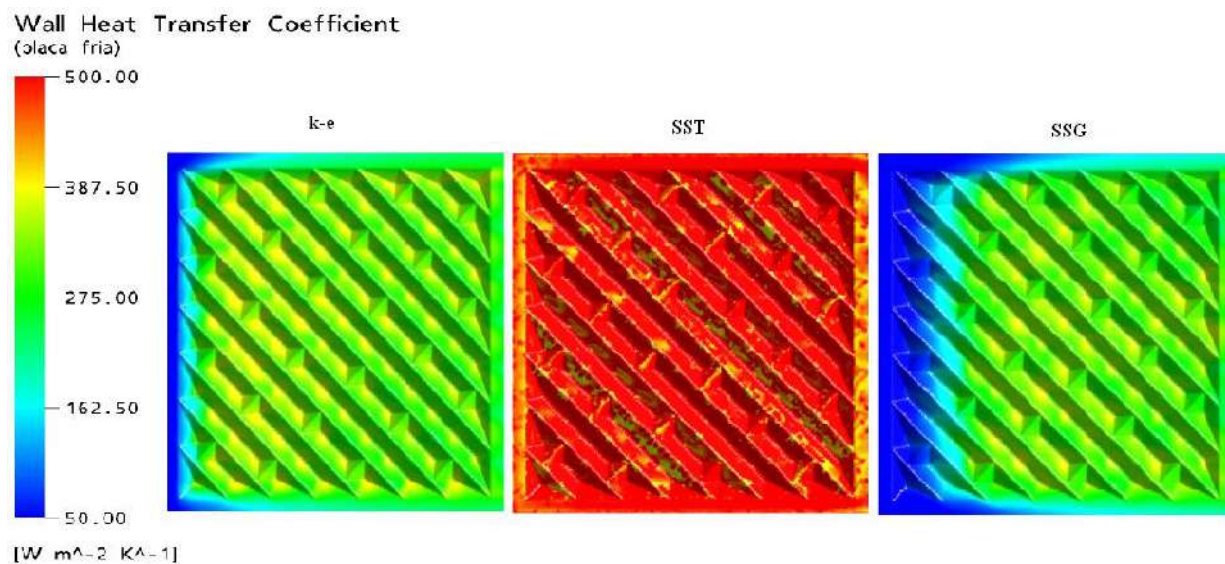 Wall Heat Transfer Coefficient
(placa fria)
500.00
k-e
SST
SSG
387.50
275.00
162.50
50.00
[W m^-2 K^-1]